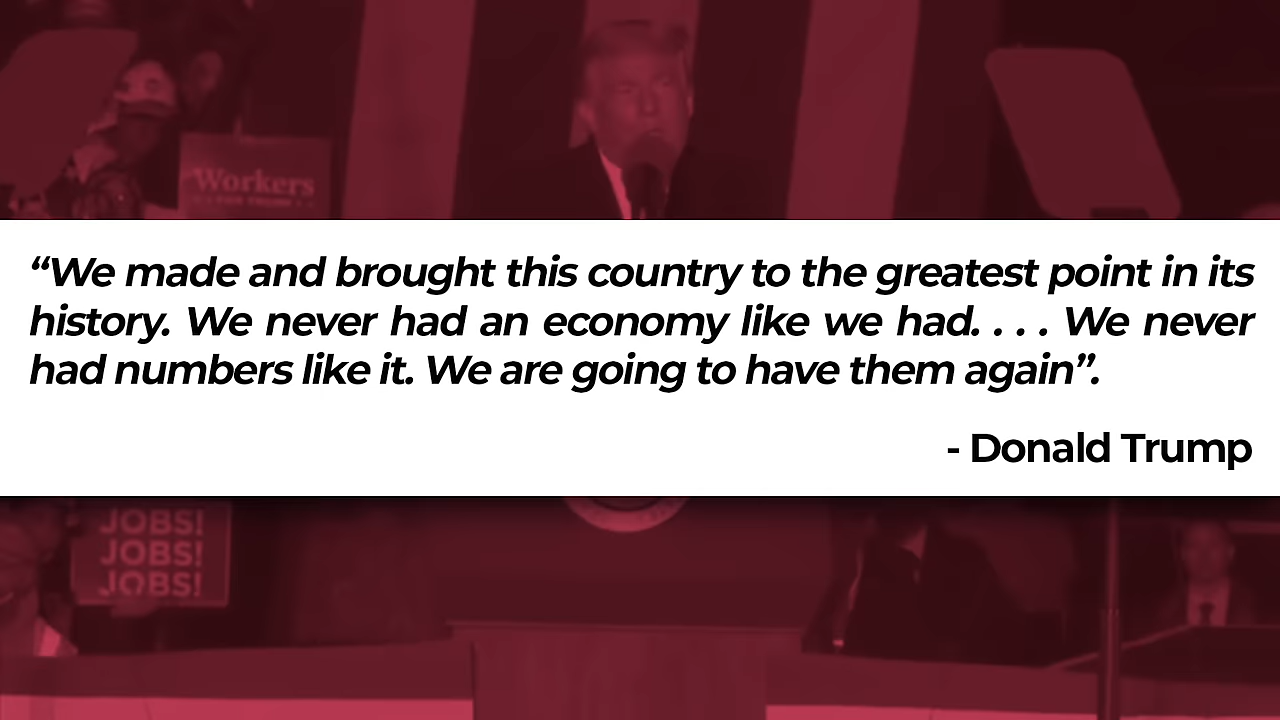 Workers
“We made and brought this country to the greatest point in its
history. We never had an economy like we had. . . . We never
had numbers like it. We are going to have them again”.
- Donald Trump
JOBS!
JOBS!
JOBS!